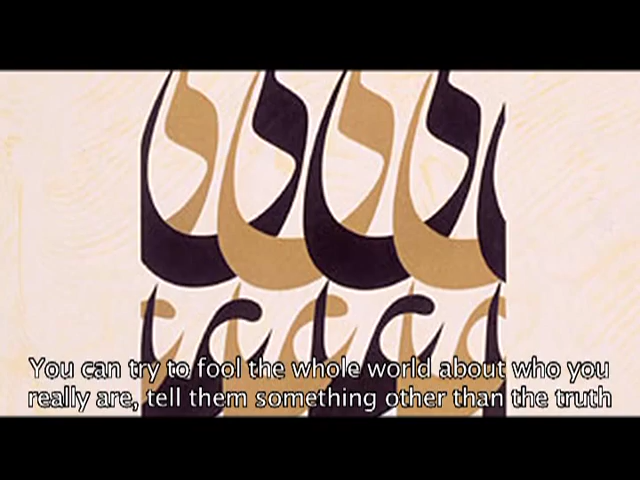 You can try to fool the whole world about who you
really are, tell them something other than the truth